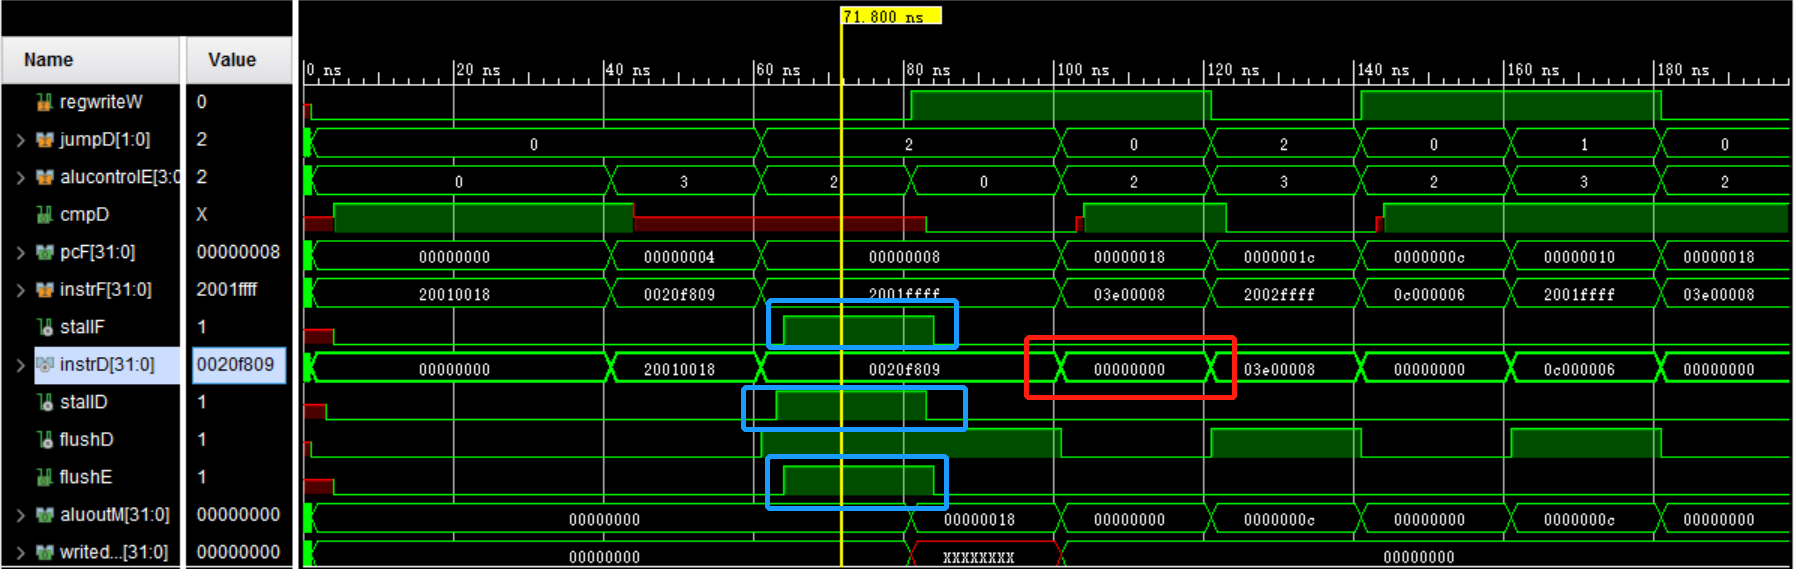 71.800 ns
Name Value 0 ns 20 ns 40 ns 60 ns 80 ns 100 ns 120 ns 140 ns 160 ns 180 ns
regwriteW 0
jumpD[1:0] 2 0 2 0 2 0 1 0
alucontrolE[3:0 2 0 3 2 0 2 3 2 3 2
cmpD X
pcF[31:0] 00000008 00000000 00000004 00000008 00000018 0000001c 0000000c 00000010 00000018
instrF[31:0] 2001ffff 20010018 0020f809 2001ffff 03e00008 2002ffff 0c000006 2001ffff 03e00008
stallF 1
instrD[31:0] 0020f809 00000000 20010018 0020f809 00000000 03e00008 00000000 0c000006 00000000
stallD 1
flushD 1
flushE 1
aluoutM[31:0] 00000000 00000000 00000018 00000000 0000000c 00000000 0000000c 00000000
writed...[31:0] 00000000 00000000 XXXXXXXX 00000000